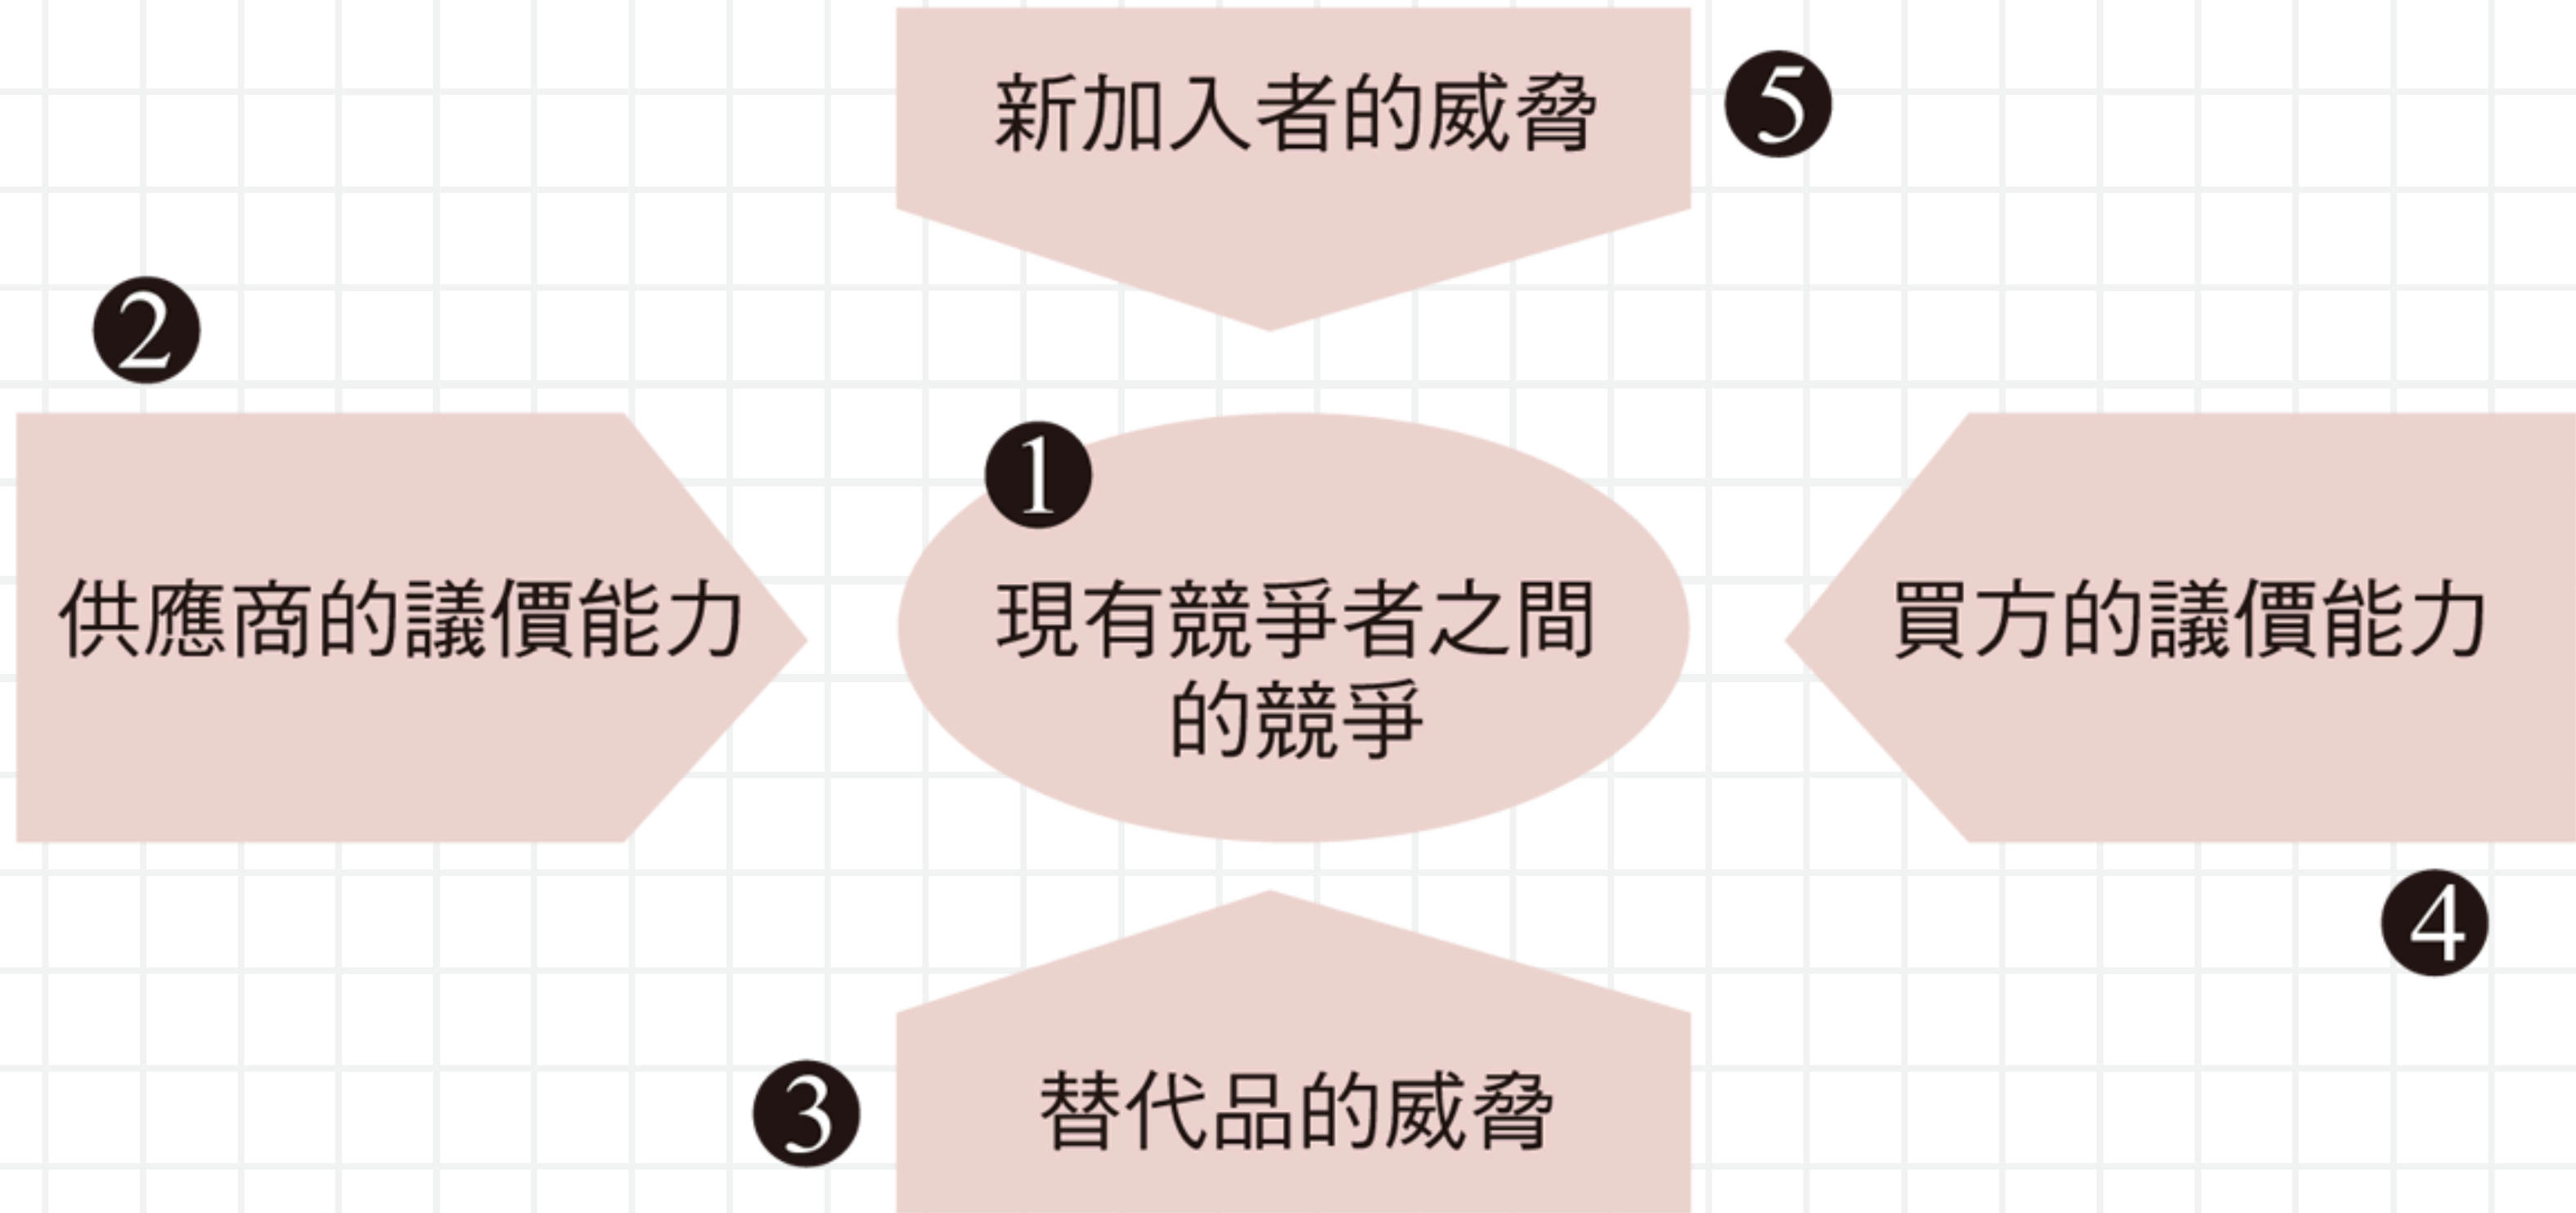 新加入者的威脅
5
2
1
供應商的議價能力
現有競爭者之間
的競爭
買方的議價能力
4
3
替代品的威脅